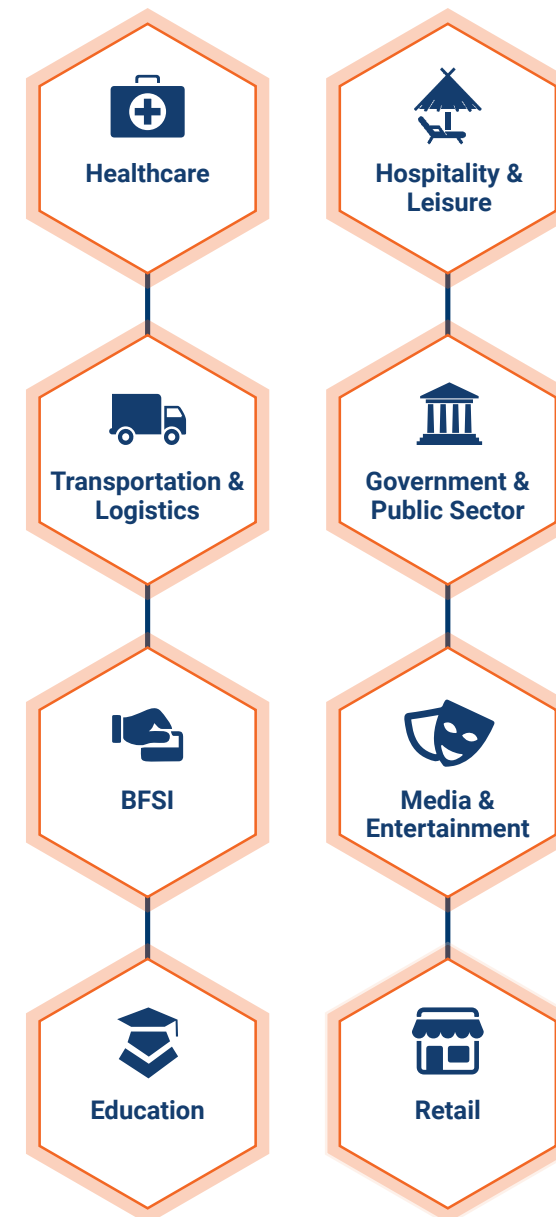 Healthcare
Hospitality &
Leisure
Transportation &
Logistics
Government &
Public Sector
BFSI
Media &
Entertainment
Education
Retail